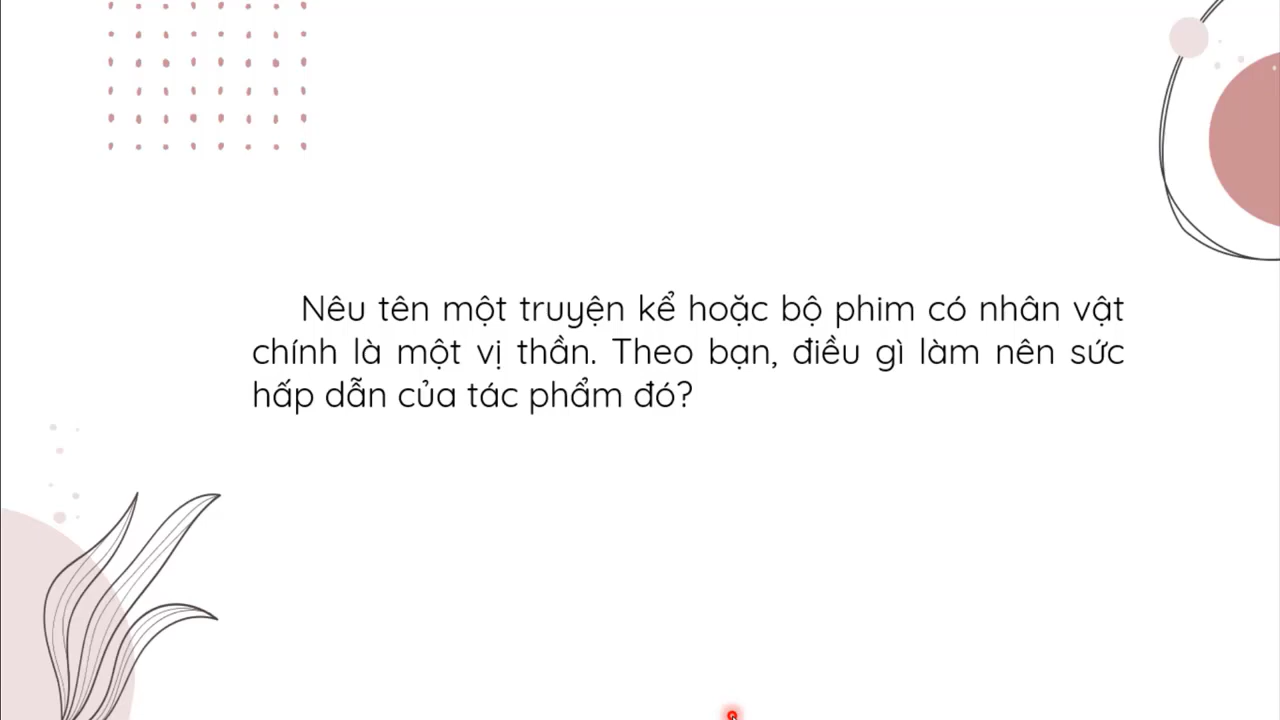 Nêu tên một truyện kể hoặc bộ phim có nhân vật
chính là một vị thần. Theo bạn, điều gì làm nên sức
hấp dẫn của tác phẩm đó?